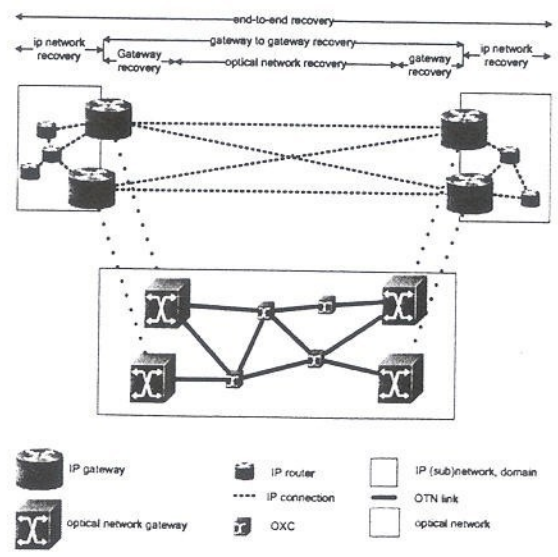 end-to-end recovery
ip network recovery
gateway to gateway recovery
ip network recovery
Gateway recovery
optical network recovery
gateway recovery
IP gateway
IP router
IP (sub)network, domain
IP connection
OTN link
optical network gateway
OXC
optical network